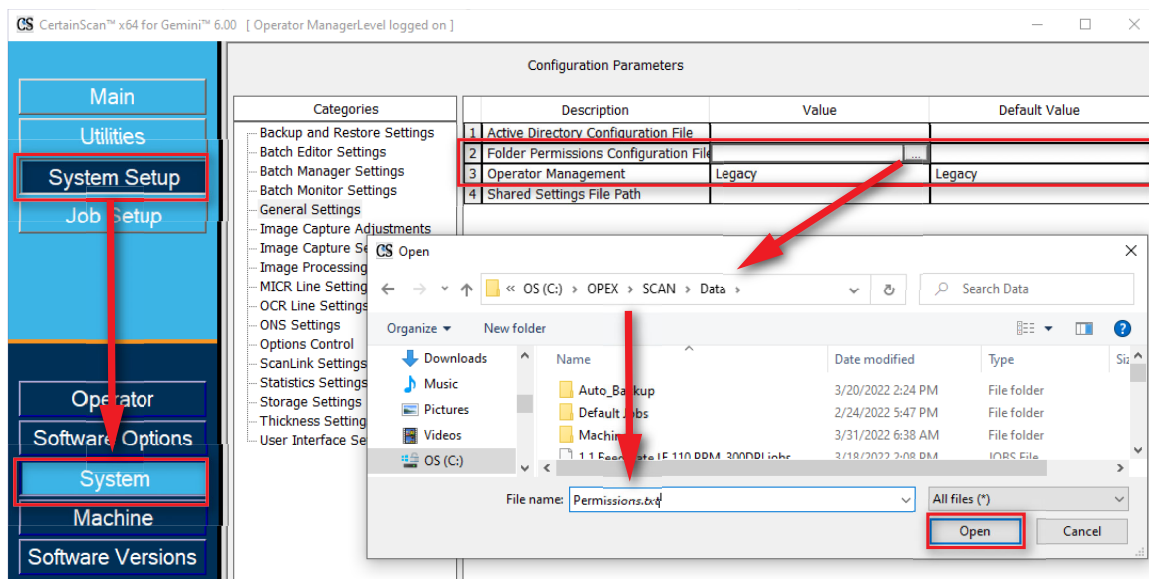 CS CertainScan™ x64 for Gemini™ 6.00 [ Operator ManagerLevel logged on ]
Main
Utilities
System Setup
Job Setup
Operator
Software Options
System
Machine
Software Versions
Configuration Parameters
Categories
Backup and Restore Settings
Batch Editor Settings
Batch Manager Settings
Batch Monitor Settings
General Settings
Image Capture Adjustments
Image Capture Se
Image Processing
MICR Line Setting
OCR Line Settings
ONS Settings
Options Control
ScanLink Settings
Statistics Settings
Storage Settings
Thickness Setting
User Interface Se
Description Value Default Value
1 Active Directory Configuration File
2 Folder Permissions Configuration File ...
3 Operator Management Legacy Legacy
4 Shared Settings File Path
CS Open
« OS (C:) › OPEX › SCAN › Data › Search Data
Organize New folder ?
Downloads
Music
Pictures
Videos
OS (C:)
Name Date modified Type Siz
Auto_Backup 3/20/2022 2:24 PM File folder
Default Jobs 2/24/2022 5:47 PM File folder
Machine 3/31/2022 6:38 AM File folder
300DPI.jobs 3/18/2022 2:08 PM JOBS File
File name: Permissions.txt All files (*)
Open Cancel